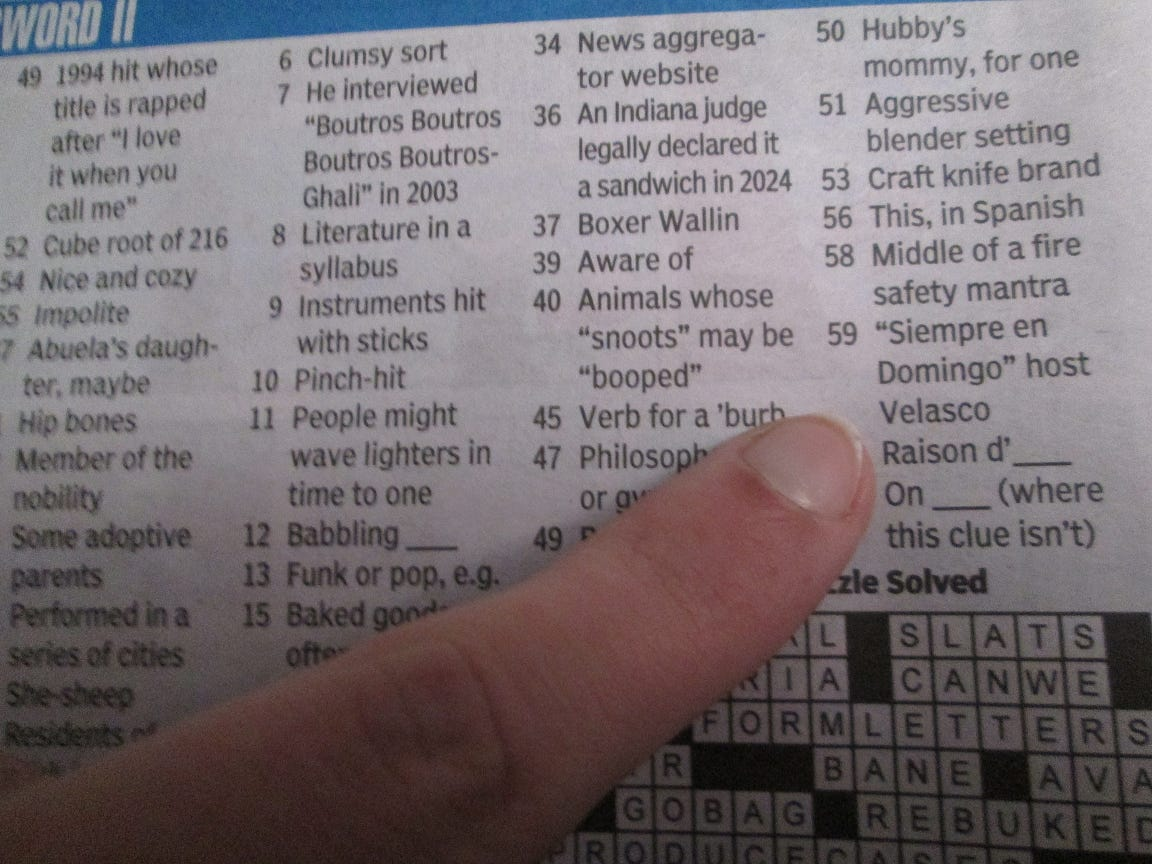 WORD II
49 1994 hit whose
title is rapped
after “I love
it when you
call me”
52 Cube root of 216
54 Nice and cozy
55 Impolite
7 Abuela’s daugh-
ter, maybe
Hip bones
Member of the
nobility
Some adoptive
parents
Performed in a
series of cities
She-sheep
Residents of
6 Clumsy sort
7 He interviewed
“Boutros Boutros
Boutros Boutros-
Ghali” in 2003
8 Literature in a
syllabus
9 Instruments hit
with sticks
10 Pinch-hit
11 People might
wave lighters in
time to one
12 Babbling ___
13 Funk or pop, e.g.
15 Baked goods
34 News aggrega-
tor website
36 An Indiana judge
legally declared it
a sandwich in 2024
37 Boxer Wallin
39 Aware of
40 Animals whose
“snoots” may be
“booped”
45 Verb for a ’burb
47 Philosoph
or
49
50 Hubby’s
mommy, for one
51 Aggressive
blender setting
53 Craft knife brand
56 This, in Spanish
58 Middle of a fire
safety mantra
59 “Siempre en
Domingo” host
Velasco
Raison d’___
On ___ (where
this clue isn’t)
zle Solved
L SLATS
RIA CANWE
FORMLETTERS
R BANE AVA
GOBAG REBUKED
PRODUCECAS